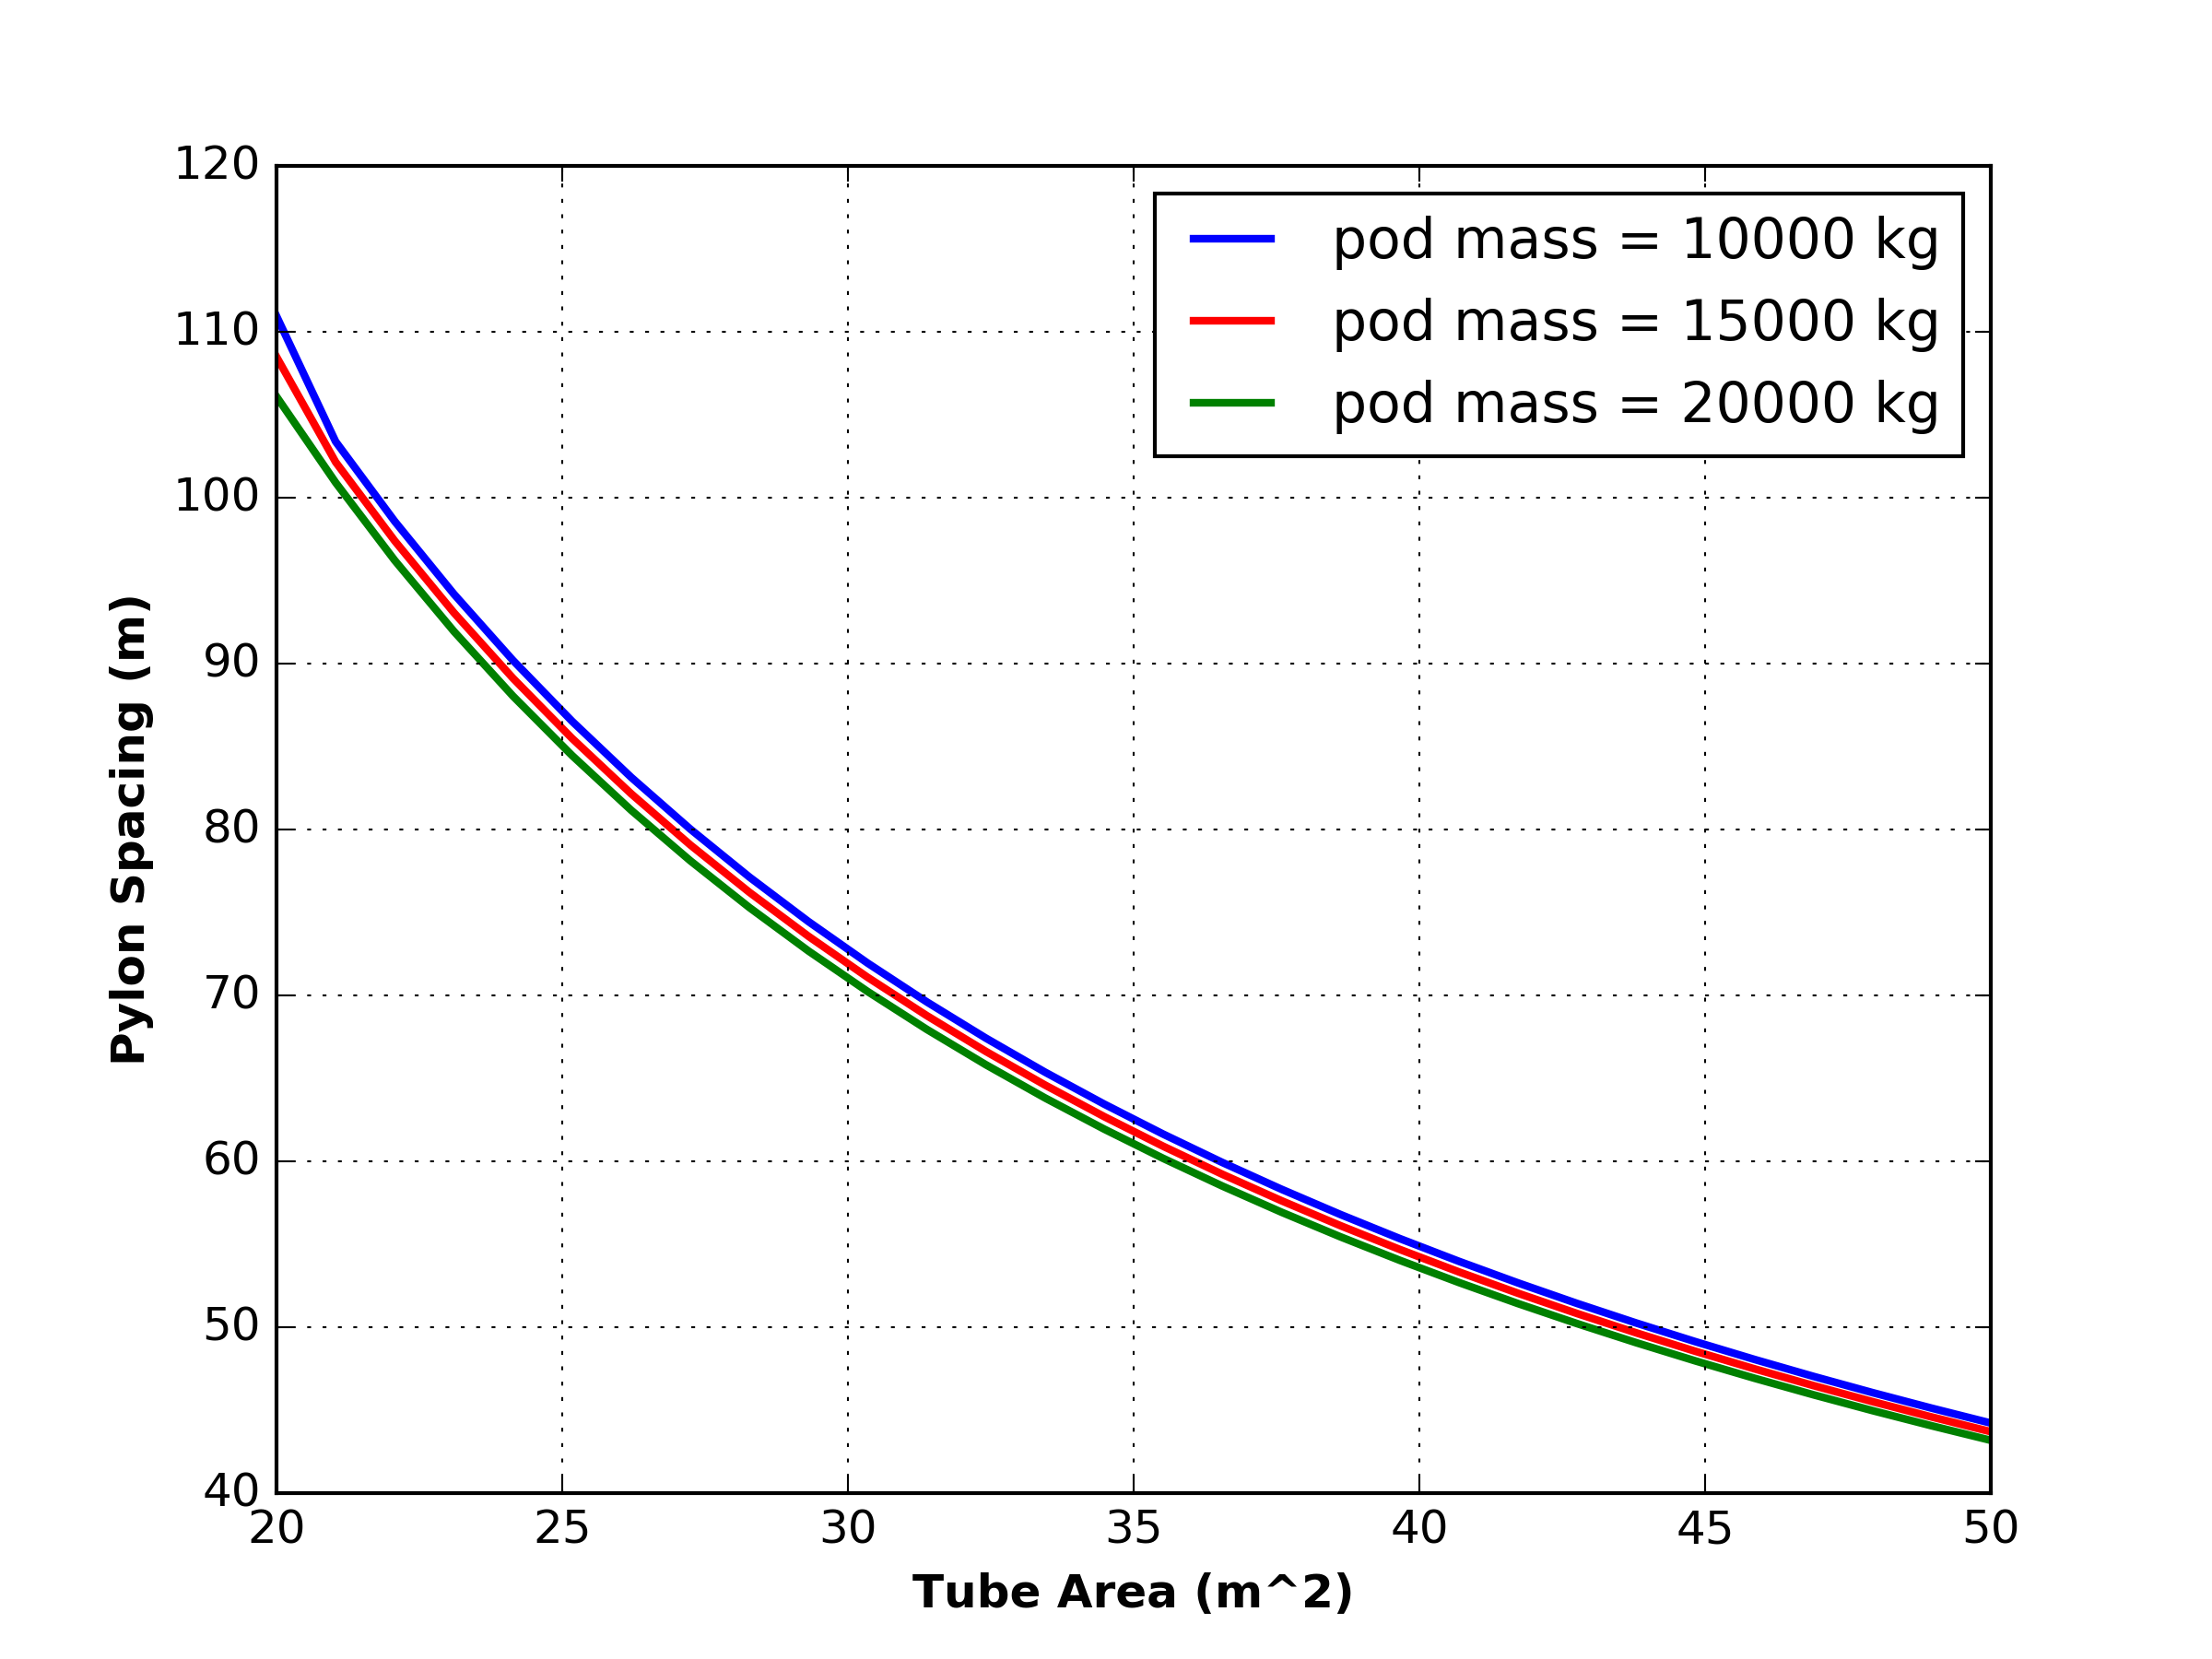 120
110
100
90
80
70
60
50
40
20 25 30 35 40 45 50
Pylon Spacing (m)
Tube Area (m^2)
pod mass = 10000 kg
pod mass = 15000 kg
pod mass = 20000 kg